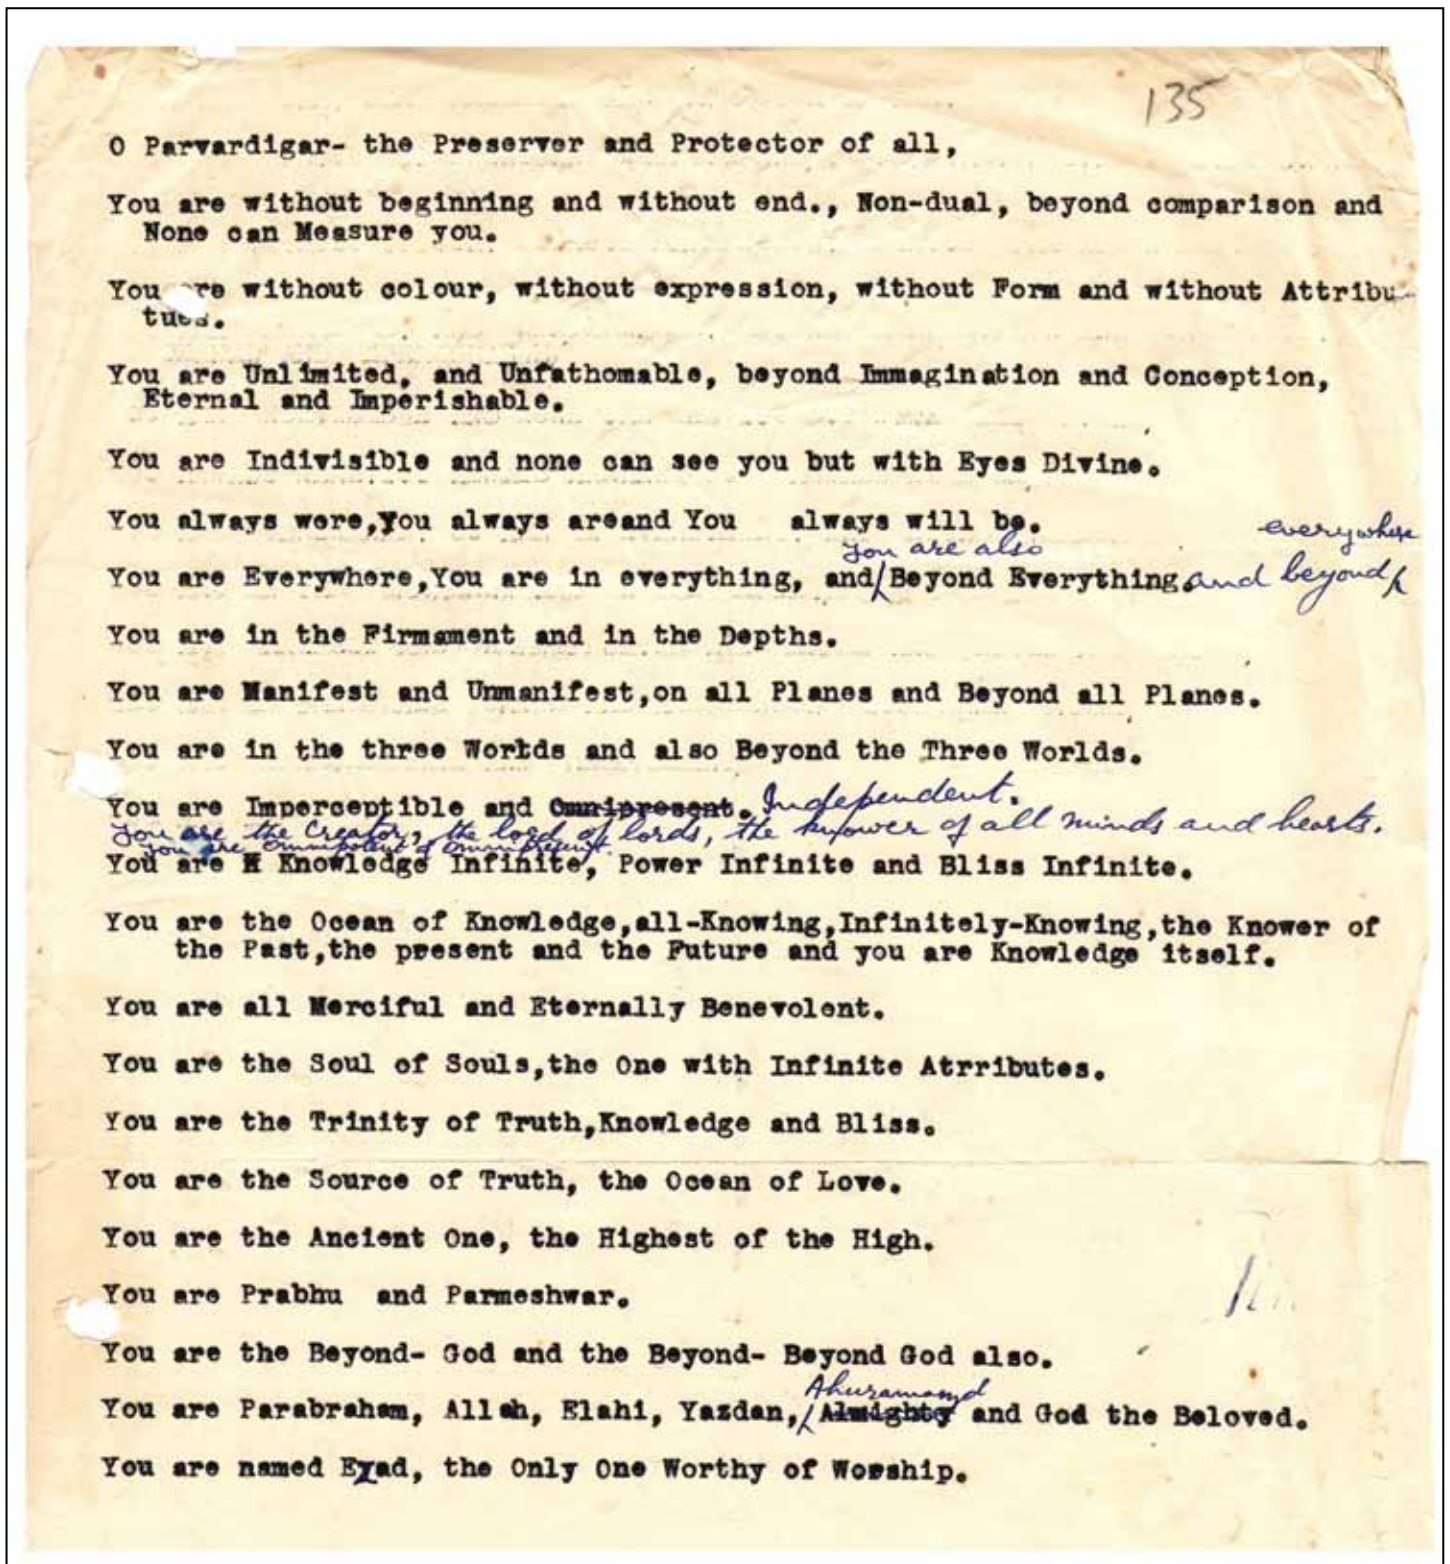 135
O Parvardigar- the Preserver and Protector of all,
You are without beginning and without end., Non-dual, beyond comparison and
None can Measure you.
You are without colour, without expression, without Form and without Attribu-
tues.
You are Unlimited, and Unfathomable, beyond Immagination and Conception,
Eternal and Imperishable.
You are Indivisible and none can see you but with Eyes Divine.
You always were,you always areand You always will be.
you are also everywhere
You are Everywhere,You are in everything, and Beyond Everything. and beyond
You are in the Firmament and in the Depths.
You are Manifest and Unmanifest,on all Planes and Beyond all Planes.
You are in the three Worlds and also Beyond the Three Worlds.
You are Imperceptible and Omnipresent. Independent.
You are the Creator, the lord of lords, the knower of all minds and hearts.
You are omnipotent & omnipresent.
You are H Knowledge Infinite, Power Infinite and Bliss Infinite.
You are the Ocean of Knowledge,all-Knowing,Infinitely-Knowing,the Knower of
the Past,the present and the Future and you are Knowledge itself.
You are all Merciful and Eternally Benevolent.
You are the Soul of Souls,the One with Infinite Atrributes.
You are the Trinity of Truth,Knowledge and Bliss.
You are the Source of Truth, the Ocean of Love.
You are the Ancient One, the Highest of the High.
You are Prabhu and Parmeshwar.
You are the Beyond- God and the Beyond- Beyond God also.
Ahuramazd
You are Parabraham, Allah, Elahi, Yazdan, Almighty and God the Beloved.
You are named Ezad, the Only One Worthy of Worship.